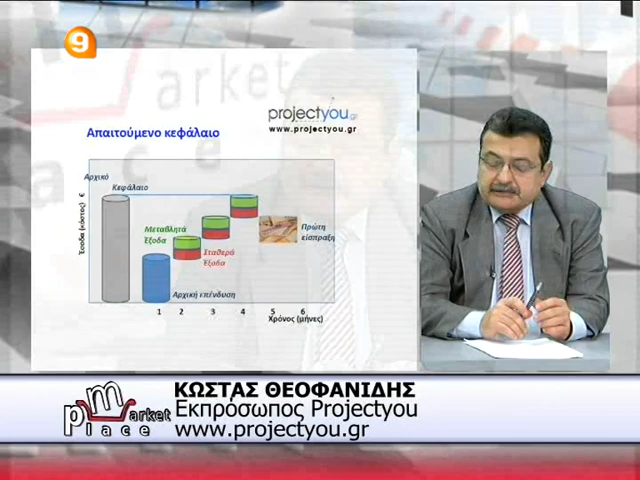 9
projectyou.gr
www.projectyou.gr
Απαιτούμενο κεφάλαιο
Αρχικό
Κεφάλαιο
Έσοδα (κόστος) €
Μεταβλητά
Έξοδα
Σταθερά
Έξοδα
Πρώτη
είσπραξη
Αρχική επένδυση
1 2 3 4 5 6
Χρόνος (μήνες)
ΚΩΣΤΑΣ ΘΕΟΦΑΝΙΔΗΣ
Εκπρόσωπος Projectyou
www.projectyou.gr
market
place